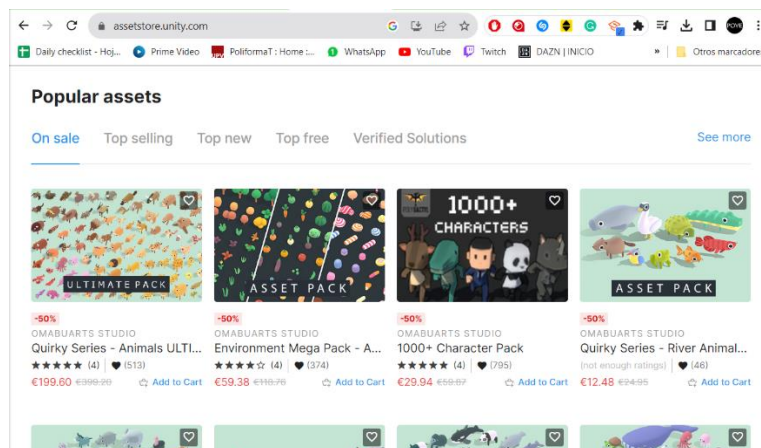 assetstore.unity.com
Daily checklist - Hoj... Prime Video PoliformaT : Home :... WhatsApp YouTube Twitch DAZN | INICIO » Otros marcadores
Popular assets
On sale Top selling Top new Top free Verified Solutions See more
ULTIMATE PACK
ASSET PACK
1000+
CHARACTERS
ASSET PACK
-50%
OMABUARTS STUDIO
Quirky Series - Animals ULTI...
(4) (513)
€199.60 €399.20 Add to Cart
-50%
OMABUARTS STUDIO
Environment Mega Pack - A...
(4) (374)
€59.38 €118.76 Add to Cart
-50%
OMABUARTS STUDIO
1000+ Character Pack
(4) (795)
€29.94 €59.87 Add to Cart
-50%
OMABUARTS STUDIO
Quirky Series - River Animal...
(not enough ratings) (46)
€12.48 €24.95 Add to Cart